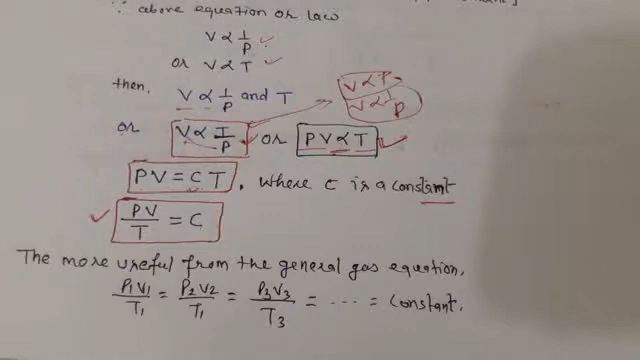 ∵ above equation or law
V ∝ 1/P
or V ∝ T
then,
V ∝ 1/P and T
V ∝ P
V ∝ 1/P
or V ∝ T/P or PV ∝ T
PV = CT, where C is a constant
PV/T = C
The more useful from the general gas equation,
P₁V₁/T₁ = P₂V₂/T₁ = P₃V₃/T₃ = ..... = constant.